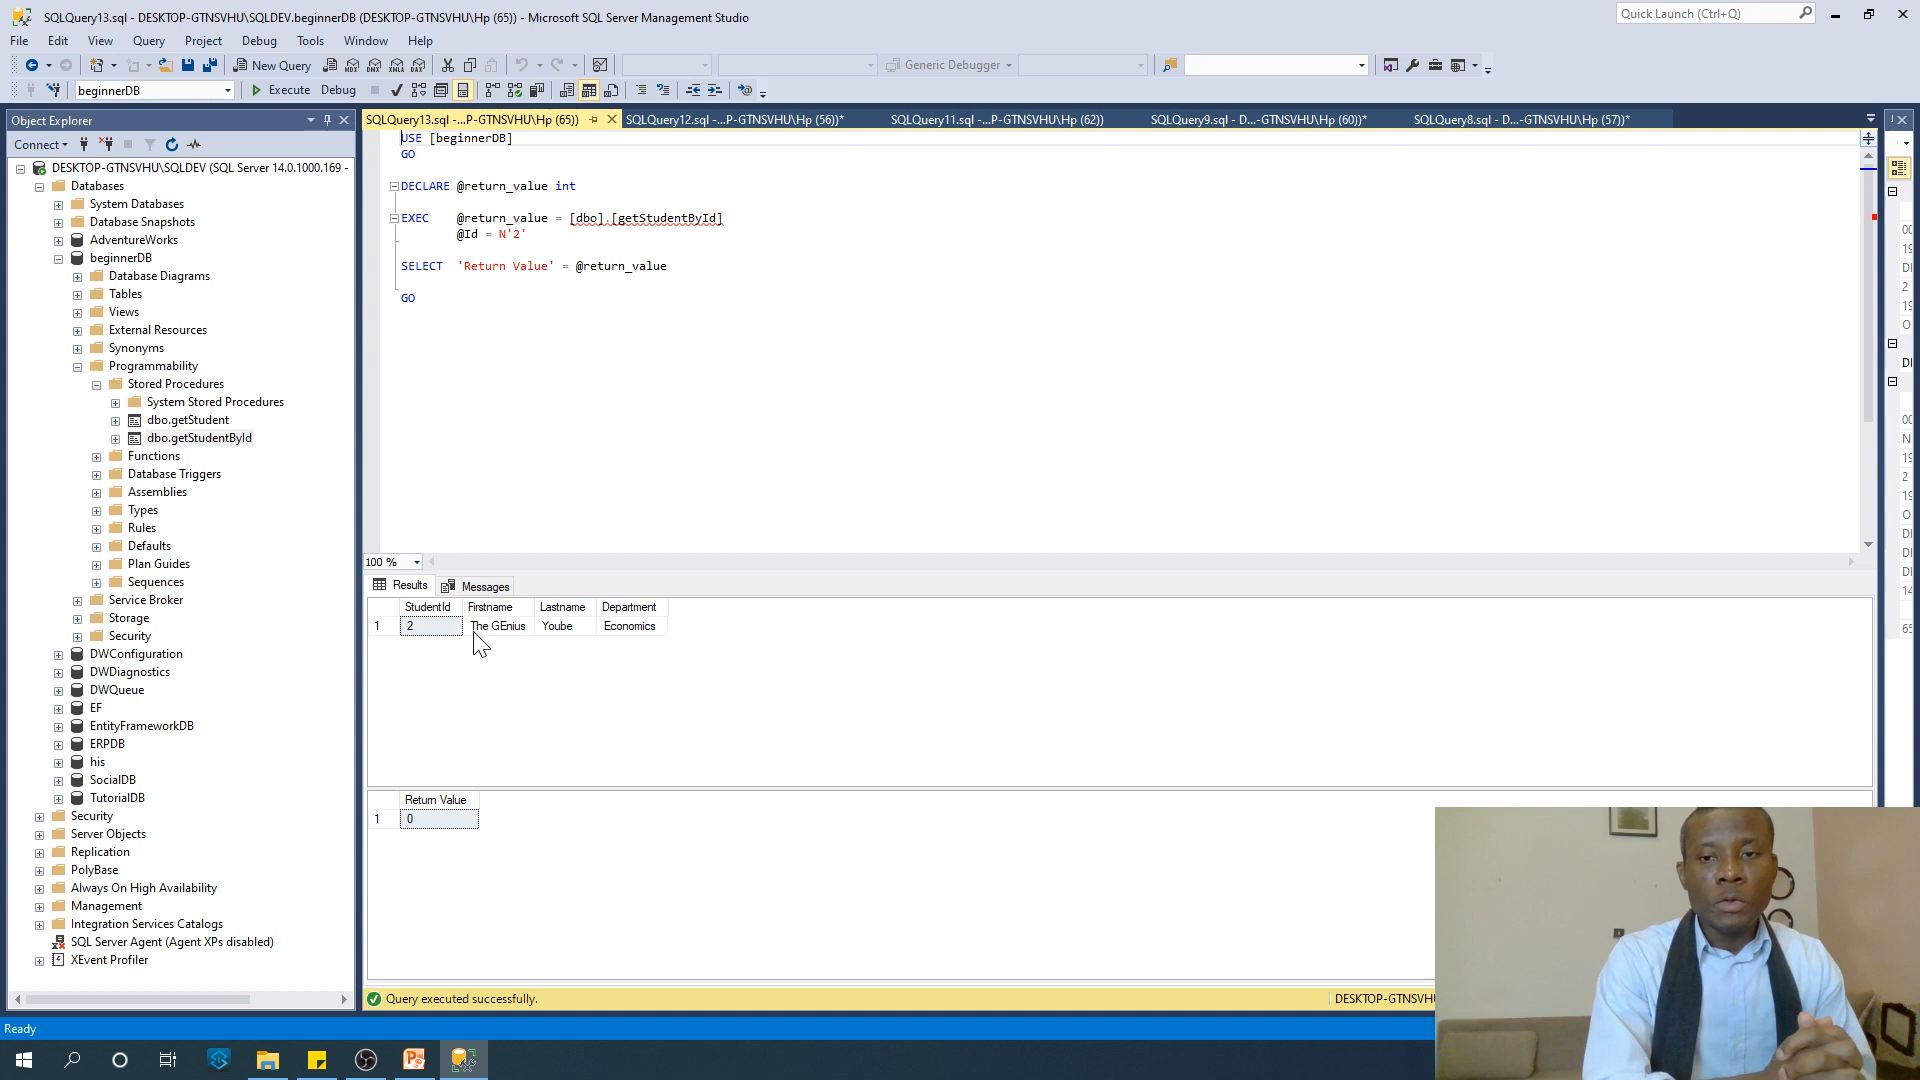 SQLQuery13.sql - DESKTOP-GTNSVHU\SQLDEV.beginnerDB (DESKTOP-GTNSVHU\Hp (65)) - Microsoft SQL Server Management Studio
Quick Launch (Ctrl+Q)
File Edit View Query Project Debug Tools Window Help
New Query MDX DMX XMLA DAX Generic Debugger
beginnerDB Execute Debug
Object Explorer
SQLQuery13.sql -...P-GTNSVHU\Hp (65)) SQLQuery12.sql -...P-GTNSVHU\Hp (56))* SQLQuery11.sql -...P-GTNSVHU\Hp (62)) SQLQuery9.sql - D...-GTNSVHU\Hp (60))* SQLQuery8.sql - D...-GTNSVHU\Hp (57))*
Connect
DESKTOP-GTNSVHU\SQLDEV (SQL Server 14.0.1000.169 -
Databases
System Databases
Database Snapshots
AdventureWorks
beginnerDB
Database Diagrams
Tables
Views
External Resources
Synonyms
Programmability
Stored Procedures
System Stored Procedures
dbo.getStudent
dbo.getStudentById
Functions
Database Triggers
Assemblies
Types
Rules
Defaults
Plan Guides
Sequences
Service Broker
Storage
Security
DWConfiguration
DWDiagnostics
DWQueue
EF
EntityFrameworkDB
ERPDB
his
SocialDB
TutorialDB
Security
Server Objects
Replication
PolyBase
Always On High Availability
Management
Integration Services Catalogs
SQL Server Agent (Agent XPs disabled)
XEvent Profiler
USE [beginnerDB]
GO
DECLARE @return_value int
EXEC @return_value = [dbo].[getStudentById]
@Id = N'2'
SELECT 'Return Value' = @return_value
GO
100 %
Results Messages
StudentId Firstname Lastname Department
1 2 The GEnius Yoube Economics
Return Value
1 0
Query executed successfully. DESKTOP-GTNSVHU
Ready